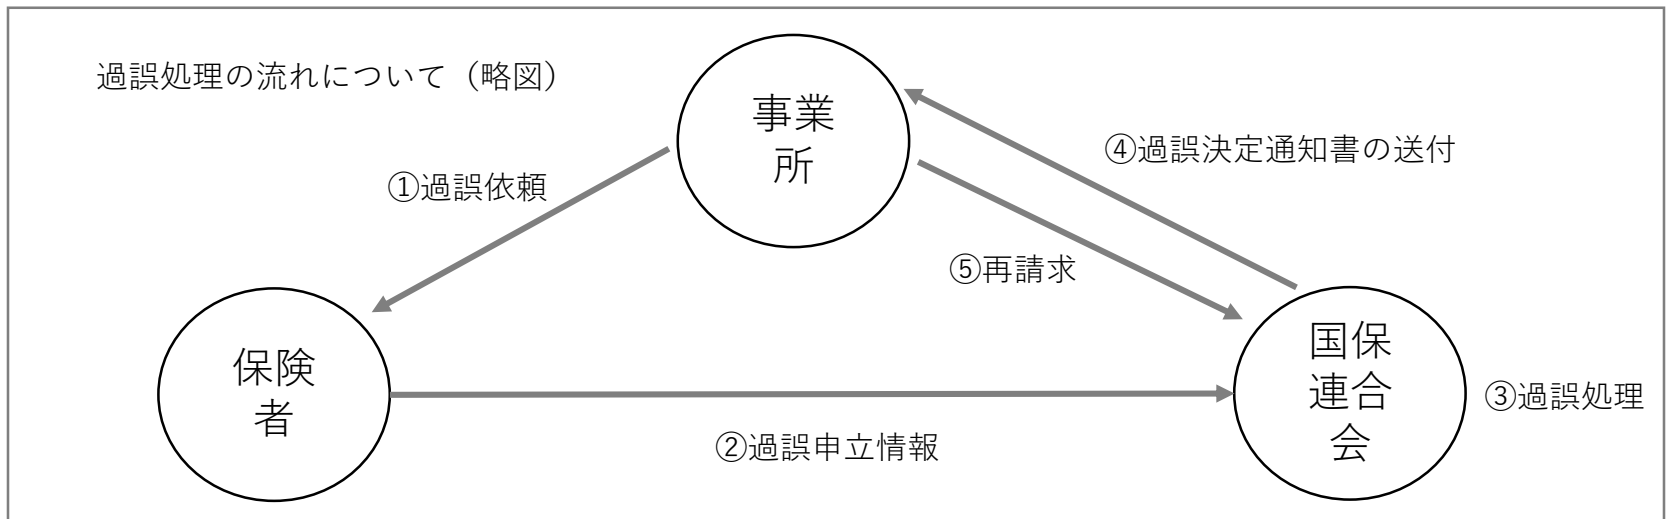 過誤処理の流れについて（略図）
事業
所
④過誤決定通知書の送付
①過誤依頼
⑤再請求
保険
者
国保
連合
会
③過誤処理
②過誤申立情報